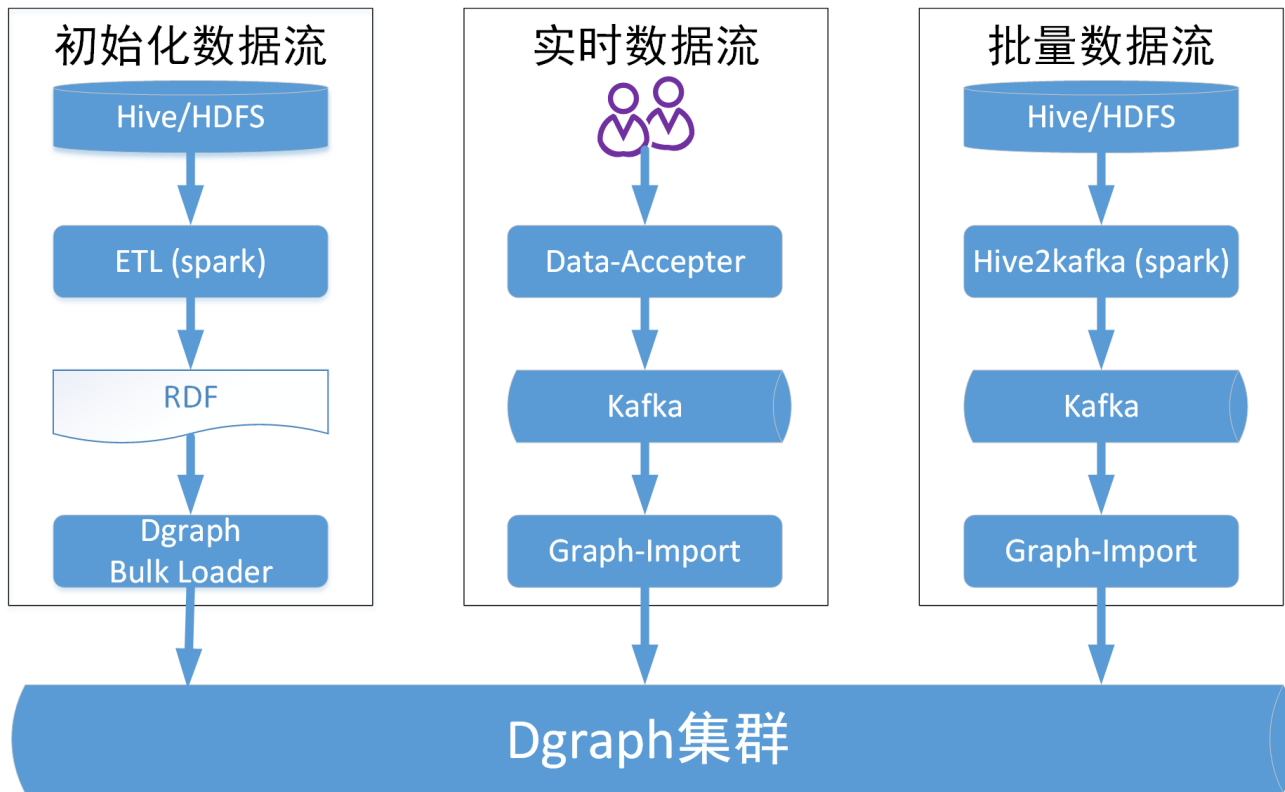 初始化数据流
Hive/HDFS
ETL (spark)
RDF
Dgraph
Bulk Loader
实时数据流
Data-Accepter
Kafka
Graph-Import
批量数据流
Hive/HDFS
Hive2kafka (spark)
Kafka
Graph-Import
Dgraph集群